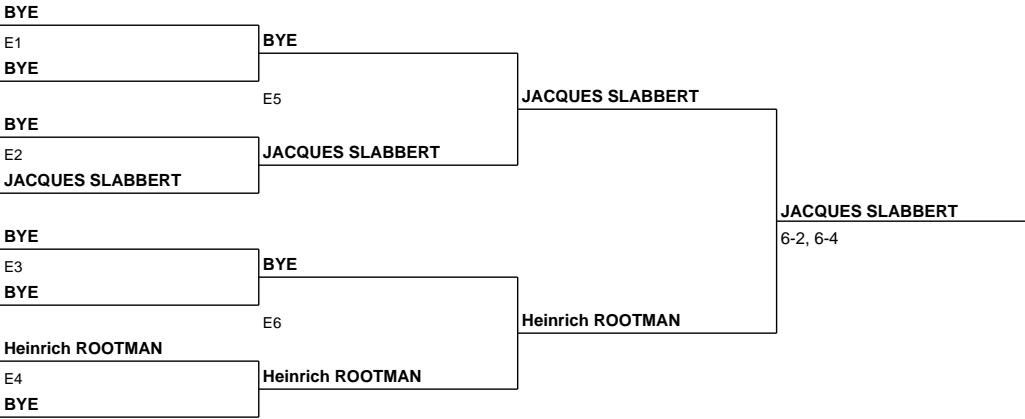 BYE
E1
BYE
BYE
E2
JACQUES SLABBERT
BYE
E3
BYE
Heinrich ROOTMAN
E4
BYE
BYE
E5
JACQUES SLABBERT
BYE
E6
Heinrich ROOTMAN
JACQUES SLABBERT
Heinrich ROOTMAN
JACQUES SLABBERT
6-2, 6-4